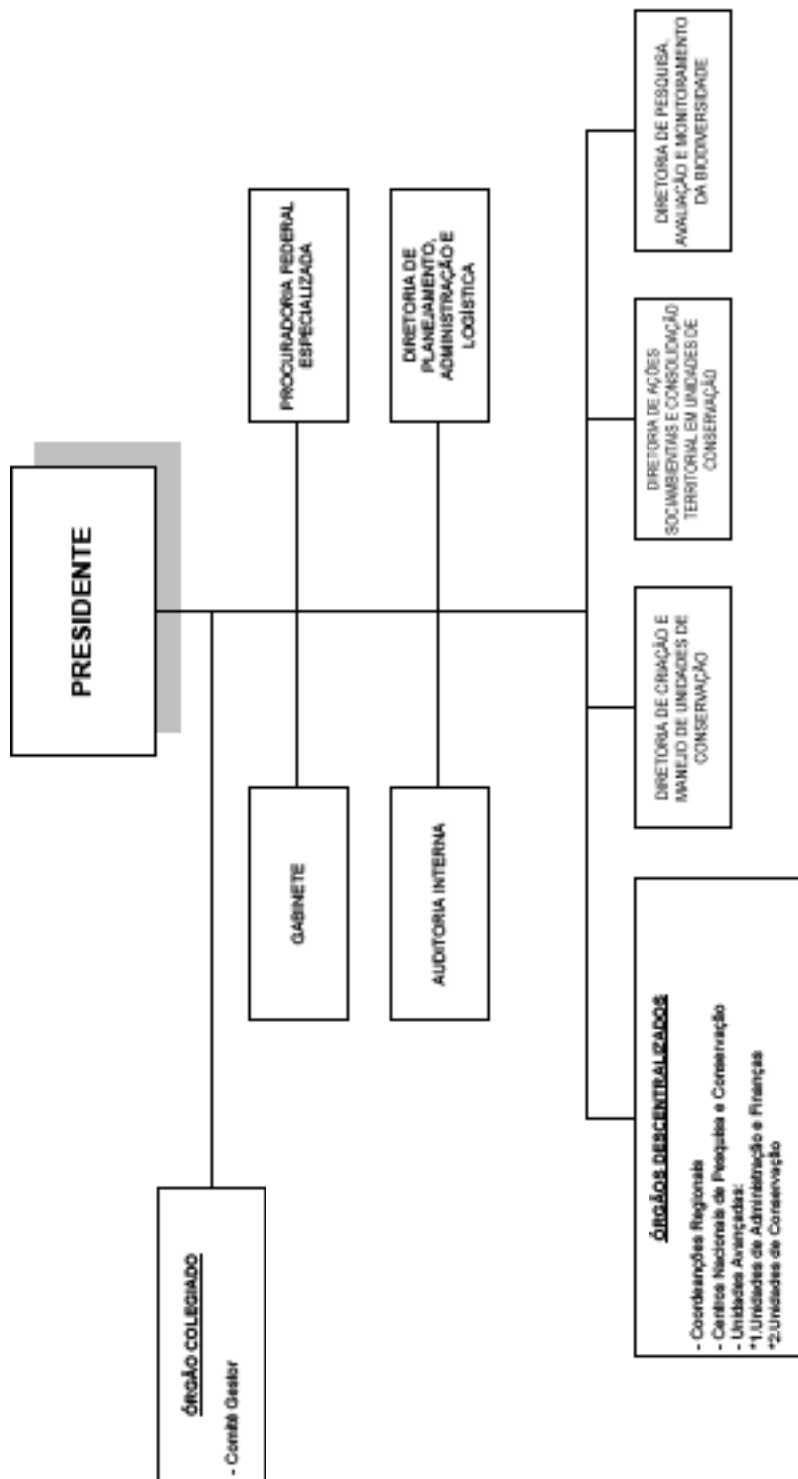 PRESIDENTE
ÓRGÃO COLEGIADO
- Comitê Gestor
GABINETE
PROCURADORIA FEDERAL
ESPECIALIZADA
AUDITORIA INTERNA
DIRETORIA DE
PLANEJAMENTO,
ADMINISTRAÇÃO E
LOGÍSTICA
ÓRGÃOS DESCENTRALIZADOS
- Coordeanções Regionais
- Centros Nacionais de Pesquisa e Conservação
- Unidades Avançadas:
*1.Unidades de Administração e Finanças
*2.Unidades de Conservação
DIRETORIA DE CRIAÇÃO E
MANEJO DE UNIDADES DE
CONSERVAÇÃO
DIRETORIA DE AÇÕES
SOCIAMBIENTAIS E CONSOLIDAÇÃO
TERRITORIAL EM UNIDADES DE
CONSERVAÇÃO
DIRETORIA DE PESQUISA,
AVALIAÇÃO E MONITORAMENTO
DA BIODIVERSIDADE